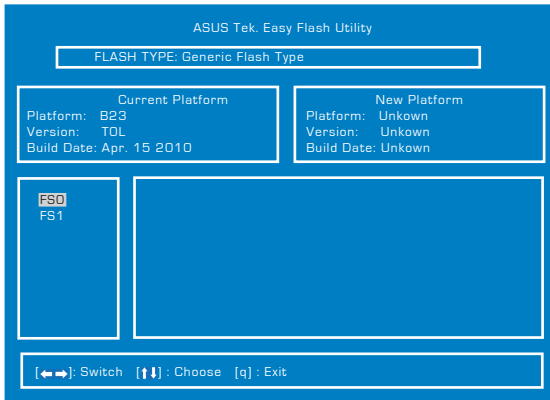 ASUS Tek. Easy Flash Utility
FLASH TYPE: Generic Flash Type
Current Platform
Platform: B23
Version: TOL
Build Date: Apr. 15 2010
New Platform
Platform: Unkown
Version: Unkown
Build Date: Unkown
FS0
FS1
[←→]: Switch [↑↓] : Choose [q] : Exit